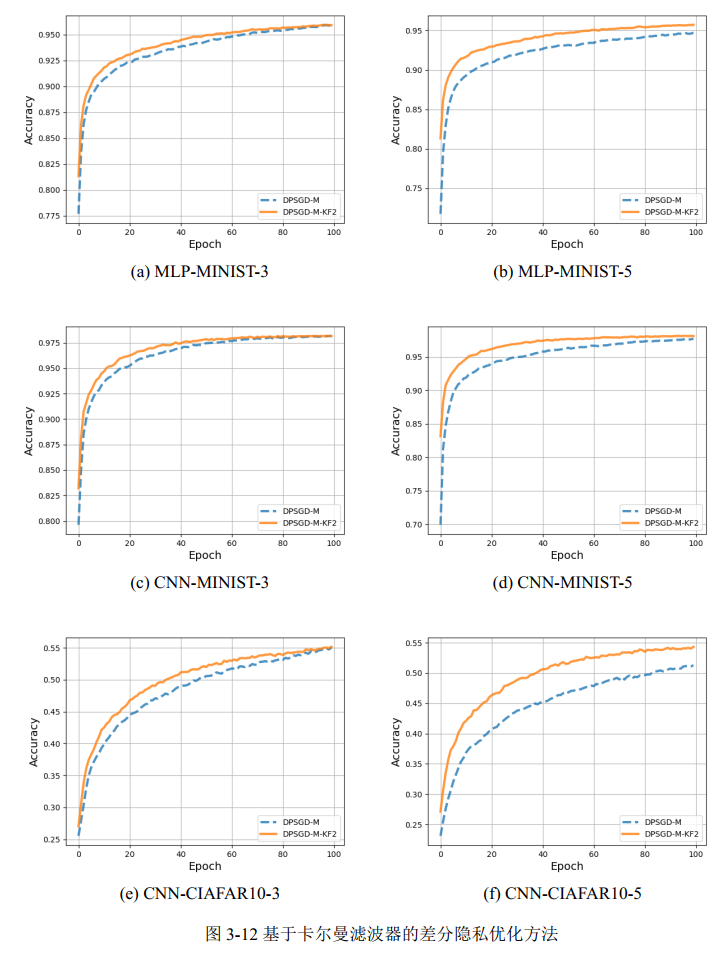 0.950
0.925
0.900
0.875
0.850
0.825
0.800
0.775
Accuracy
DPSGD-M
DPSGD-M-KF2
0 20 40 60 80 100
Epoch
(a) MLP-MINIST-3
0.95
0.90
0.85
0.80
0.75
Accuracy
DPSGD-M
DPSGD-M-KF2
0 20 40 60 80 100
Epoch
(b) MLP-MINIST-5
0.975
0.950
0.925
0.900
0.875
0.850
0.825
0.800
Accuracy
DPSGD-M
DPSGD-M-KF2
0 20 40 60 80 100
Epoch
(c) CNN-MINIST-3
0.95
0.90
0.85
0.80
0.75
0.70
Accuracy
DPSGD-M
DPSGD-M-KF2
0 20 40 60 80 100
Epoch
(d) CNN-MINIST-5
0.55
0.50
0.45
0.40
0.35
0.30
0.25
Accuracy
DPSGD-M
DPSGD-M-KF2
0 20 40 60 80 100
Epoch
(e) CNN-CIAFAR10-3
0.55
0.50
0.45
0.40
0.35
0.30
0.25
Accuracy
DPSGD-M
DPSGD-M-KF2
0 20 40 60 80 100
Epoch
(f) CNN-CIAFAR10-5
图 3-12 基于卡尔曼滤波器的差分隐私优化方法